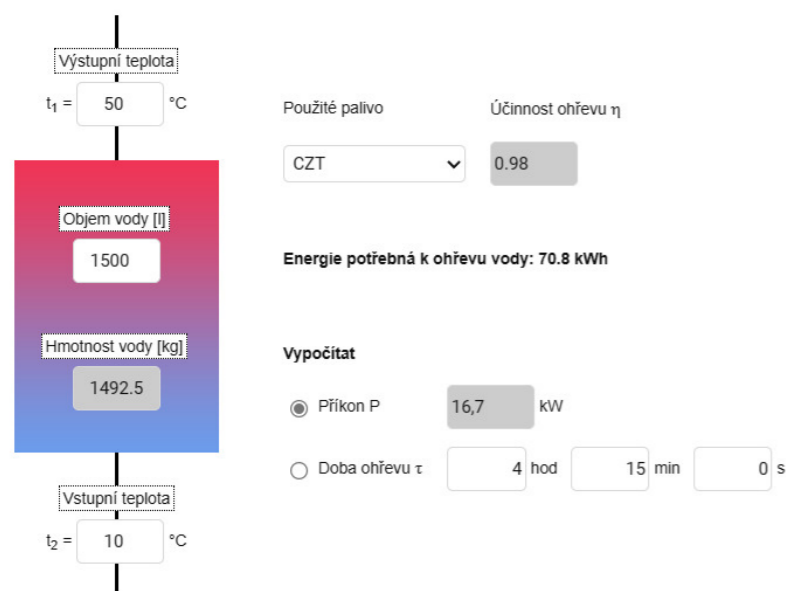 Výstupní teplota
t₁ = 50 °C
Použité palivo
Účinnost ohřevu η
CZT
0.98
Objem vody [l]
1500
Energie potřebná k ohřevu vody: 70.8 kWh
Hmotnost vody [kg]
1492.5
Vypočítat
Příkon P 16,7 kW
Doba ohřevu τ 4 hod 15 min 0 s
Vstupní teplota
t₂ = 10 °C